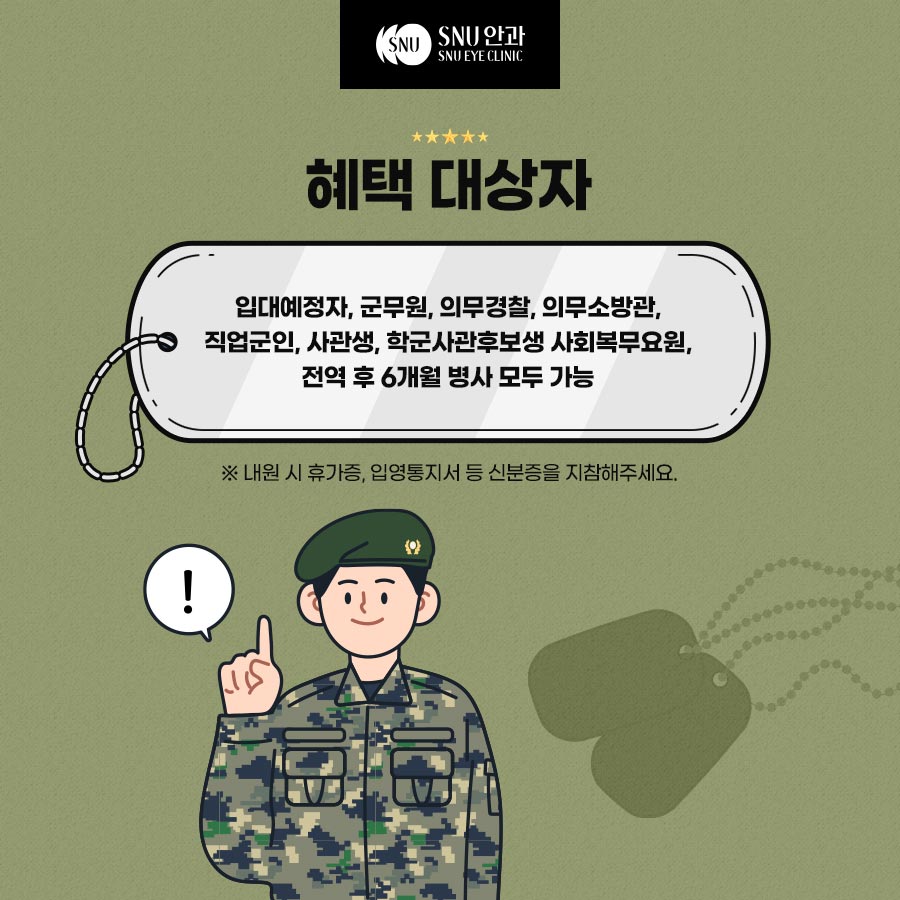 SNU
SNU 안과
SNU EYE CLINIC
혜택 대상자
입대예정자, 군무원, 의무경찰, 의무소방관,
직업군인, 사관생, 학군사관후보생 사회복무요원,
전역 후 6개월 병사 모두 가능
※ 내원 시 휴가증, 입영통지서 등 신분증을 지참해주세요.
!